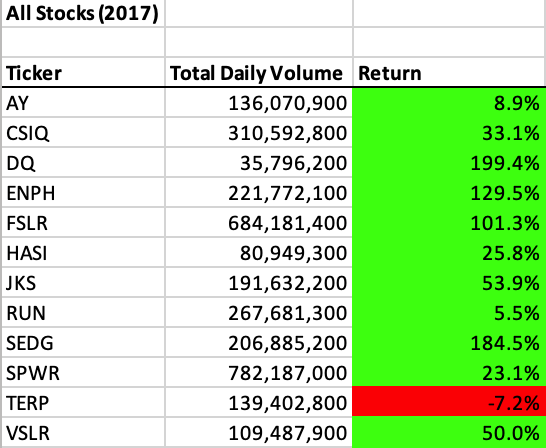 All Stocks (2017)
Ticker Total Daily Volume Return
AY 136,070,900 8.9%
CSIQ 310,592,800 33.1%
DQ 35,796,200 199.4%
ENPH 221,772,100 129.5%
FSLR 684,181,400 101.3%
HASI 80,949,300 25.8%
JKS 191,632,200 53.9%
RUN 267,681,300 5.5%
SEDG 206,885,200 184.5%
SPWR 782,187,000 23.1%
TERP 139,402,800 -7.2%
VSLR 109,487,900 50.0%